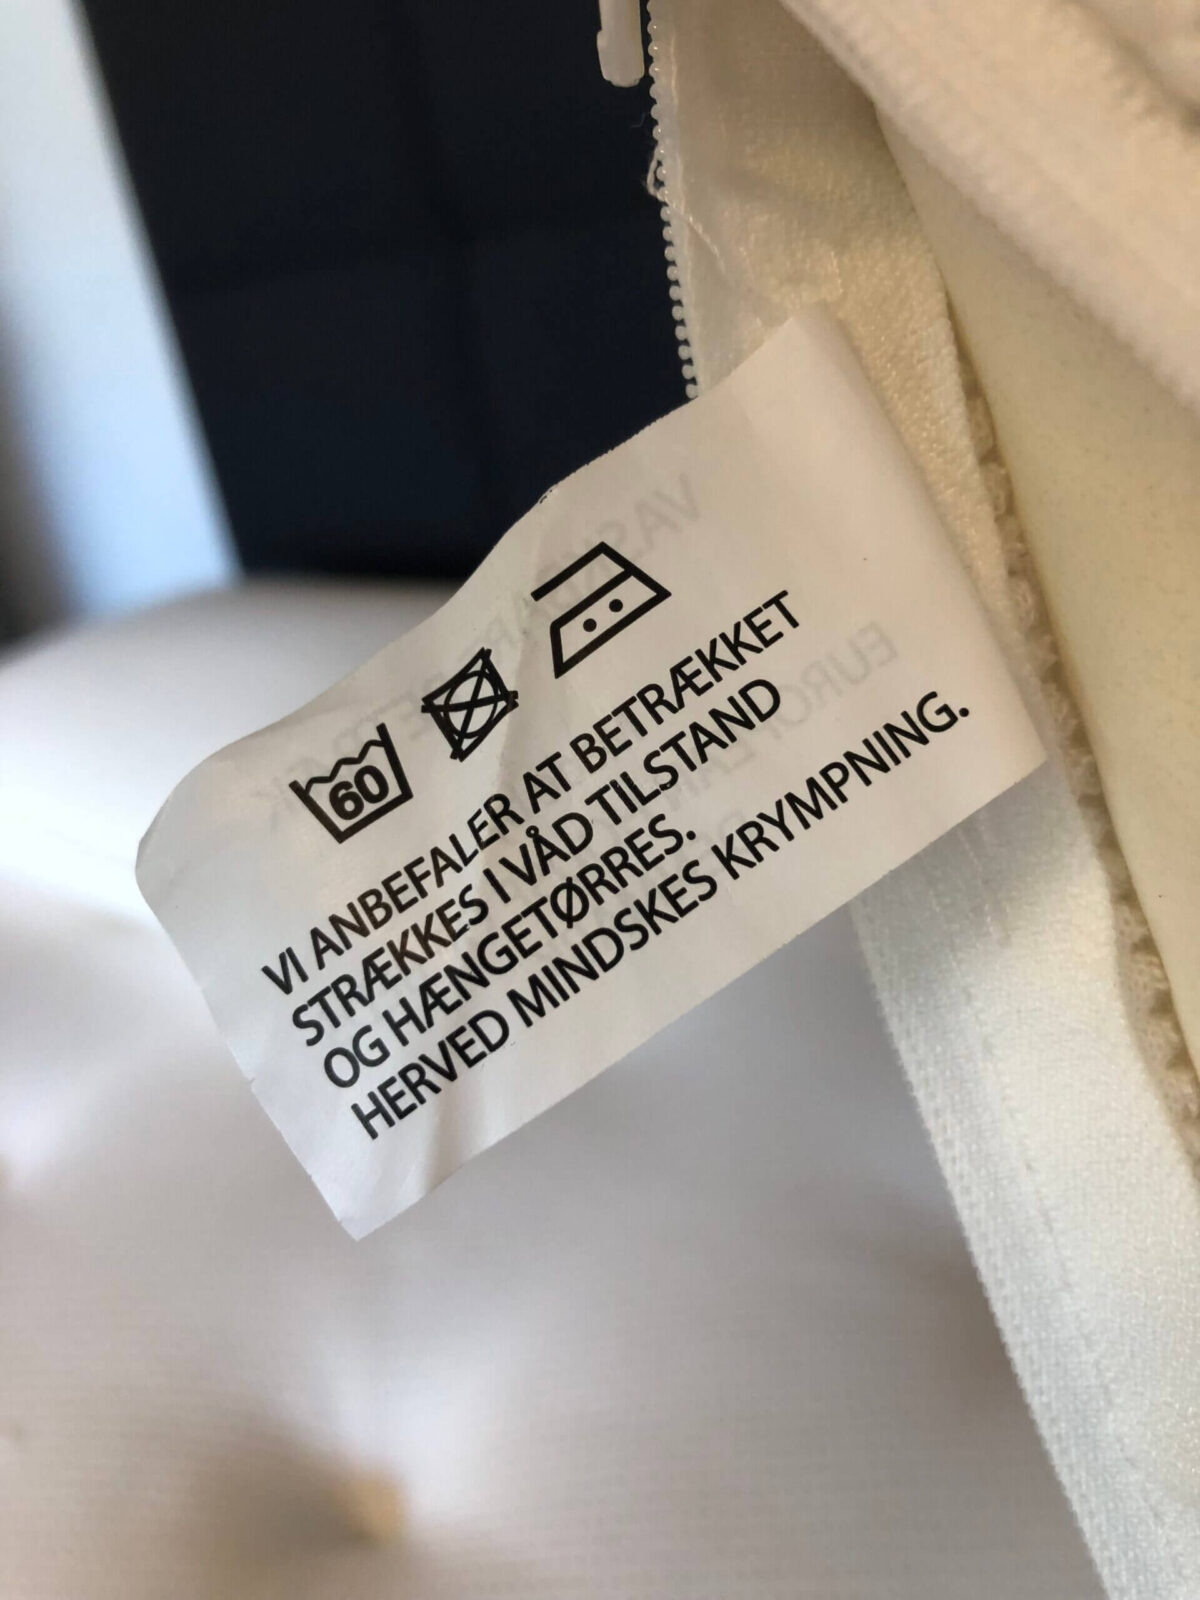 60
VI ANBEFALER AT BETRÆKKET
STRÆKKES I VÅD TILSTAND
OG HÆNGETØRRES.
HERVED MINDSKES KRYMPNING.